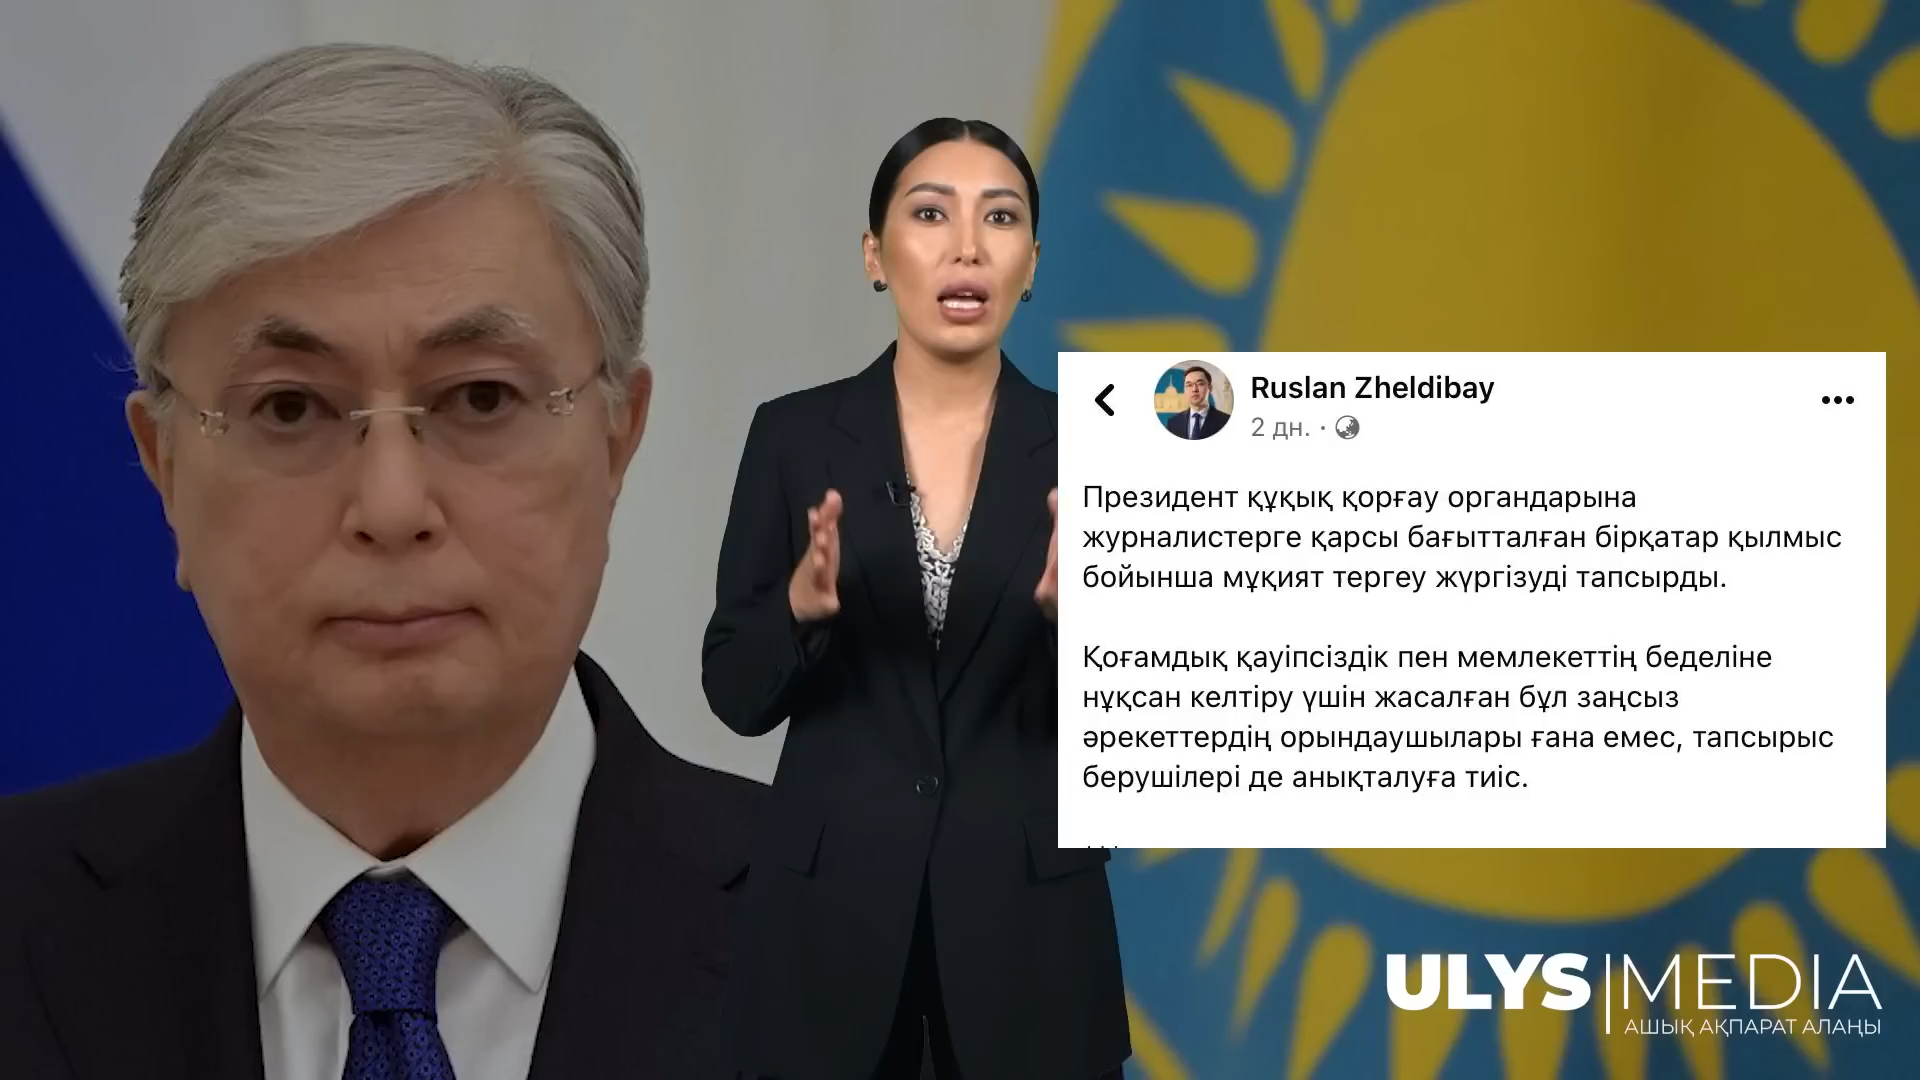 Ruslan Zheldibay
2 дн. ·
Президент құқық қорғау органдарына
журналистерге қарсы бағытталған бірқатар қылмыс
бойынша мұқият тергеу жүргізуді тапсырды.
Қоғамдық қауіпсіздік пен мемлекеттің беделіне
нұқсан келтіру үшін жасалған бұл заңсыз
әрекеттердің орындаушылары ғана емес, тапсырыс
берушілері де анықталуға тиіс.
ULYS|MEDIA
АШЫҚ АҚПАРАТ АЛАҢЫ